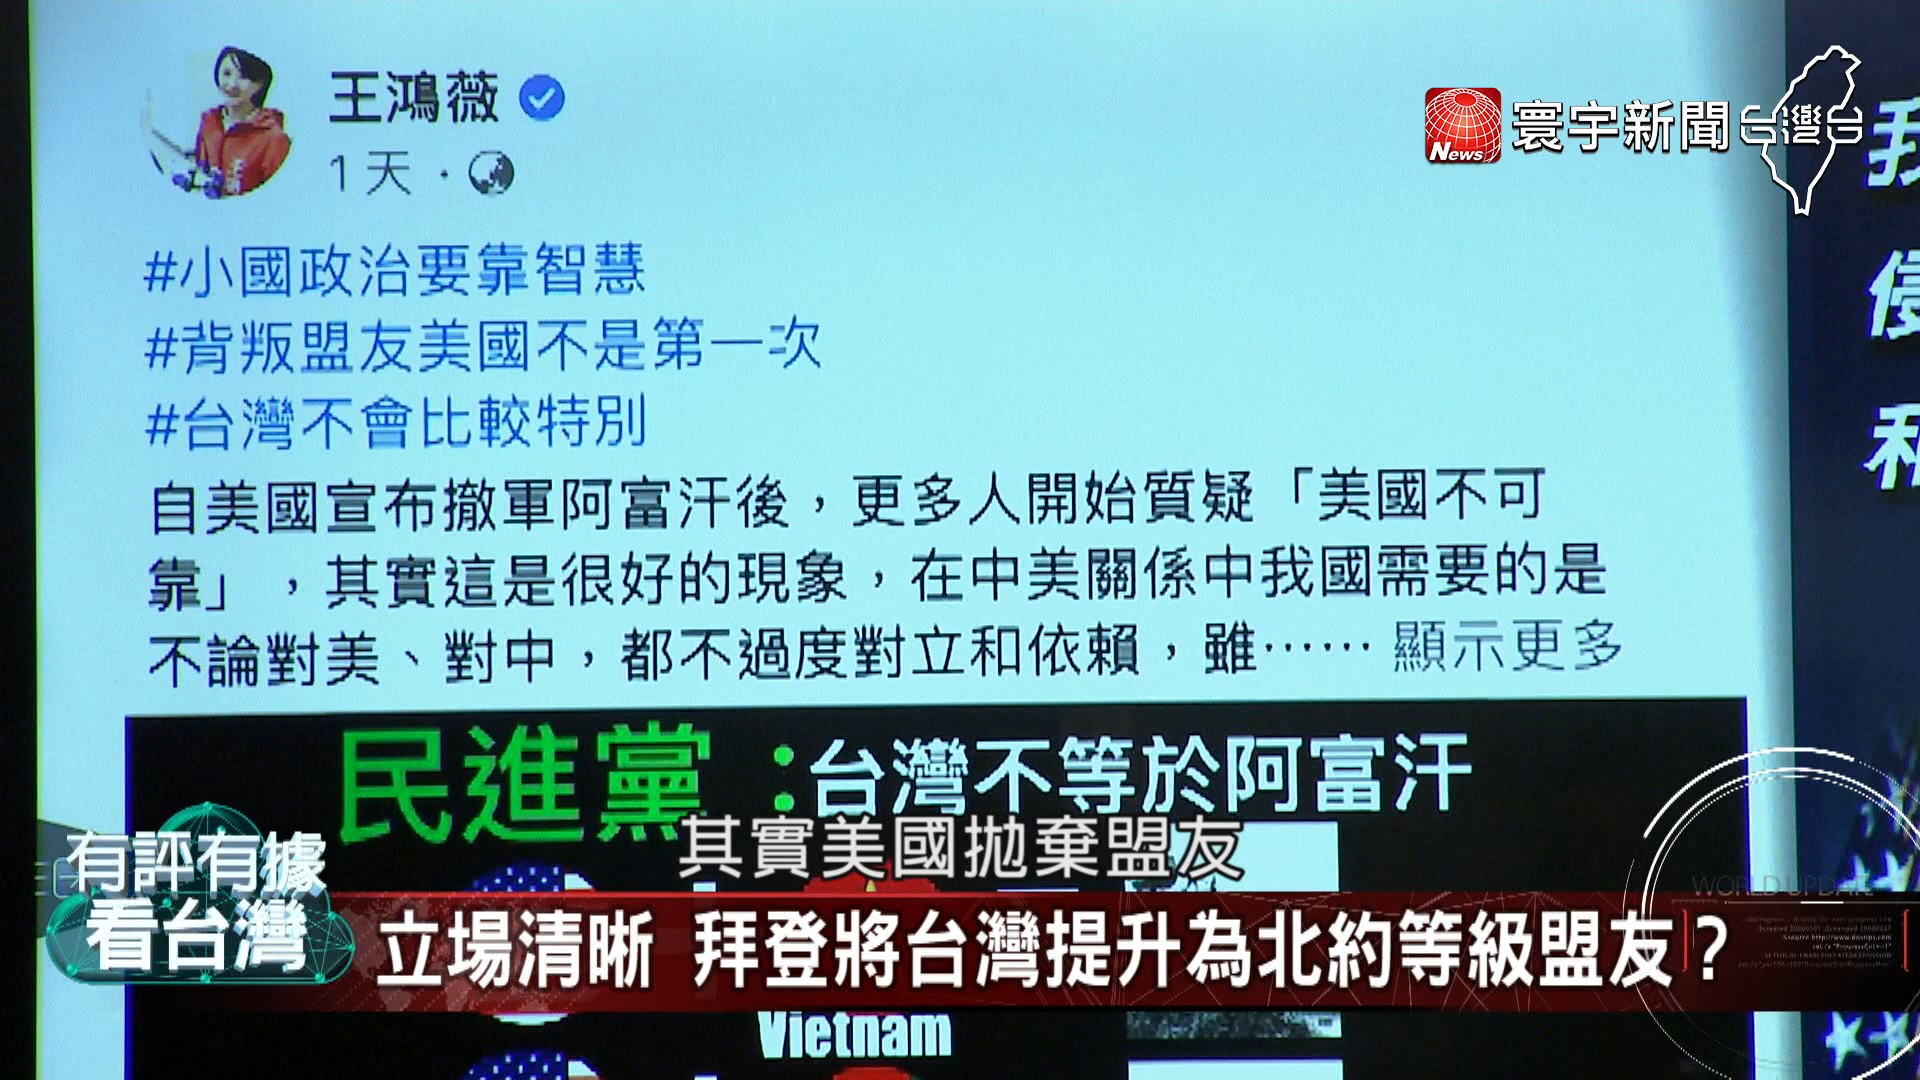 王鴻薇
1天
News
寰宇新聞 台灣台
#小國政治要靠智慧
#背叛盟友美國不是第一次
#台灣不會比較特別
自美國宣布撤軍阿富汗後，更多人開始質疑「美國不可
靠」，其實這是很好的現象，在中美關係中我國需要的是
不論對美、對中，都不過度對立和依賴，雖⋯⋯ 顯示更多
我
侵
和
民進黨：台灣不等於阿富汗
其實美國拋棄盟友
有評有據
看台灣
立場清晰 拜登將台灣提升為北約等級盟友？
WORLD UPDATE
Vietnam